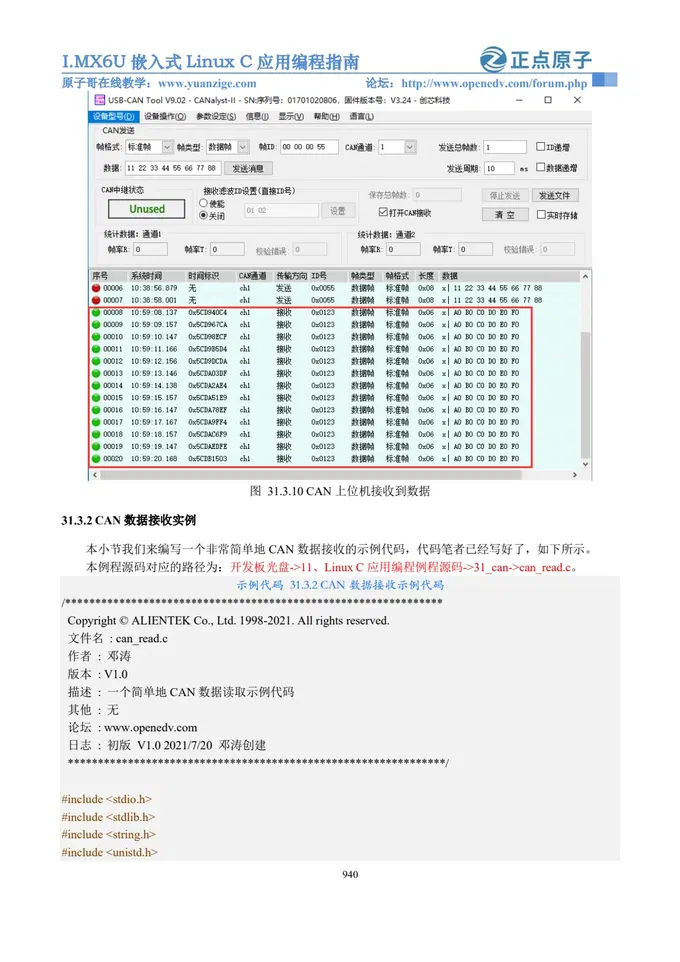 I.MX6U 嵌入式 Linux C 应用编程指南
正点原子
原子哥在线教学：www.yuanzige.com 论坛：http://www.openedv.com/forum.php
USB-CAN Tool V9.02 - CANalyst-II - SN:序列号: 01701020806, 固件版本号: V3.24 - 创芯科技
设备型号(D) 设备操作(O) 参数设定(S) 信息(I) 显示(V) 帮助(H) 语言(L)
CAN发送
帧格式: 标准帧 帧类型: 数据帧 帧ID: 00 00 00 55 CAN通道: 1 发送总帧数: 1 ID递增
数据: 11 22 33 44 55 66 77 88 发送消息 发送周期: 10 ms 数据递增
CAN中继状态 接收滤波ID设置(直接ID号) 保存总帧数: 0 停止发送 发送文件
Unused 使能 关闭 01 02 设置 打开CAN接收 清 空 实时存储
统计数据: 通道1 统计数据: 通道2
帧率R: 0 帧率T: 0 校验错误: 0 帧率R: 0 帧率T: 0 校验错误: 0
序号 系统时间 时间标识 CAN通道 传输方向 ID号 帧类型 帧格式 长度 数据
00006 10:38:56.879 无 ch1 发送 0x0055 数据帧 标准帧 0x08 x| 11 22 33 44 55 66 77 88
00007 10:38:58.001 无 ch1 发送 0x0055 数据帧 标准帧 0x08 x| 11 22 33 44 55 66 77 88
00008 10:59:08.137 0x5CD940C4 ch1 接收 0x0123 数据帧 标准帧 0x06 x| A0 B0 C0 D0 E0 F0
00009 10:59:09.157 0x5CD967CA ch1 接收 0x0123 数据帧 标准帧 0x06 x| A0 B0 C0 D0 E0 F0
00010 10:59:10.147 0x5CD98ECF ch1 接收 0x0123 数据帧 标准帧 0x06 x| A0 B0 C0 D0 E0 F0
00011 10:59:11.166 0x5CD9B5D4 ch1 接收 0x0123 数据帧 标准帧 0x06 x| A0 B0 C0 D0 E0 F0
00012 10:59:12.156 0x5CD9DCDA ch1 接收 0x0123 数据帧 标准帧 0x06 x| A0 B0 C0 D0 E0 F0
00013 10:59:13.146 0x5CDA03DF ch1 接收 0x0123 数据帧 标准帧 0x06 x| A0 B0 C0 D0 E0 F0
00014 10:59:14.138 0x5CDA2AE4 ch1 接收 0x0123 数据帧 标准帧 0x06 x| A0 B0 C0 D0 E0 F0
00015 10:59:15.157 0x5CDA51E9 ch1 接收 0x0123 数据帧 标准帧 0x06 x| A0 B0 C0 D0 E0 F0
00016 10:59:16.147 0x5CDA78EF ch1 接收 0x0123 数据帧 标准帧 0x06 x| A0 B0 C0 D0 E0 F0
00017 10:59:17.167 0x5CDA9FF4 ch1 接收 0x0123 数据帧 标准帧 0x06 x| A0 B0 C0 D0 E0 F0
00018 10:59:18.157 0x5CDAC6F9 ch1 接收 0x0123 数据帧 标准帧 0x06 x| A0 B0 C0 D0 E0 F0
00019 10:59:19.147 0x5CDAEDFE ch1 接收 0x0123 数据帧 标准帧 0x06 x| A0 B0 C0 D0 E0 F0
00020 10:59:20.168 0x5CDB1503 ch1 接收 0x0123 数据帧 标准帧 0x06 x| A0 B0 C0 D0 E0 F0
图 31.3.10 CAN 上位机接收到数据
31.3.2 CAN 数据接收实例
本小节我们来编写一个非常简单地 CAN 数据接收的示例代码，代码笔者已经写好了，如下所示。
本例程源码对应的路径为：开发板光盘->11、Linux C 应用编程例程源码->31_can->can_read.c。
示例代码 31.3.2 CAN 数据接收示例代码
/***************************************************************
Copyright © ALIENTEK Co., Ltd. 1998-2021. All rights reserved.
文件名 : can_read.c
作者 : 邓涛
版本 : V1.0
描述 : 一个简单地 CAN 数据读取示例代码
其他 : 无
论坛 : www.openedv.com
日志 : 初版 V1.0 2021/7/20 邓涛创建
***************************************************************/
#include <stdio.h>
#include <stdlib.h>
#include <string.h>
#include <unistd.h>
940